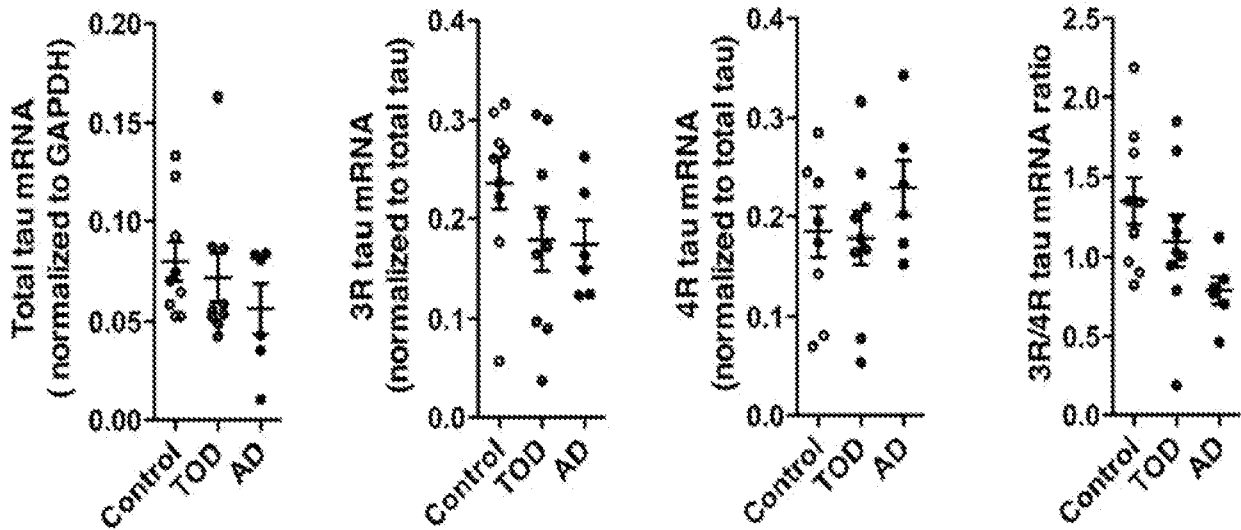 Total tau mRNA
( normalized to GAPDH)
0.20
0.15
0.10
0.05
0.00
Control
TOD
AD
3R tau mRNA
(normalized to total tau)
0.4
0.3
0.2
0.1
0.0
Control
TOD
AD
4R tau mRNA
(normalized to total tau)
0.4
0.3
0.2
0.1
0.0
Control
TOD
AD
3R/4R tau mRNA ratio
2.5
2.0
1.5
1.0
0.5
0.0
Control
TOD
AD